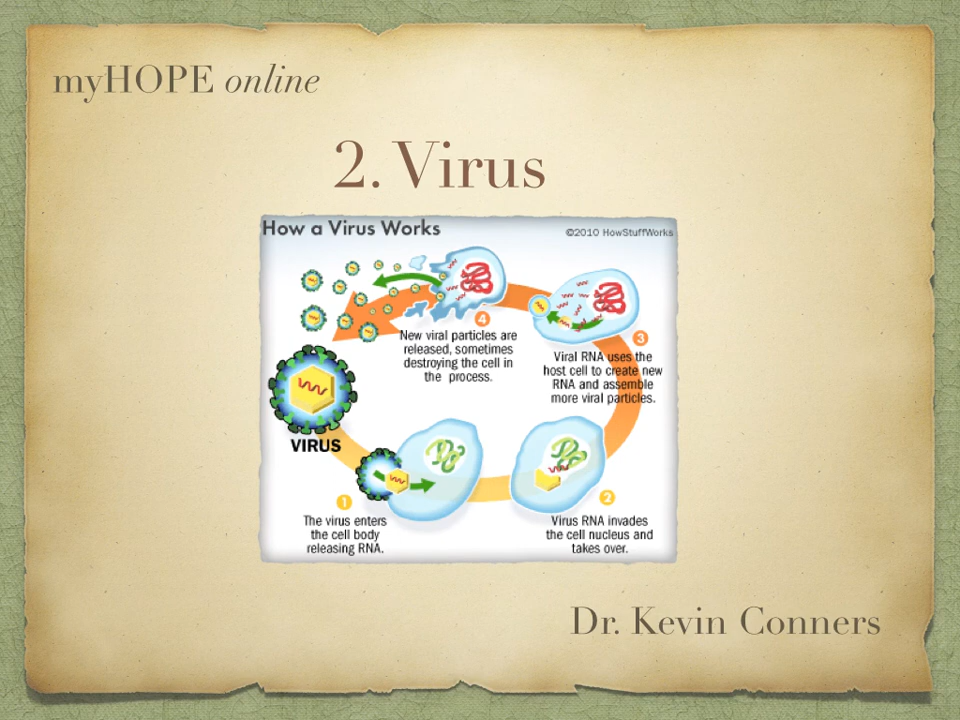 myHOPE online
2. Virus
How a Virus Works
©2010 HowStuffWorks
VIRUS
1
The virus enters
the cell body
releasing RNA.
2
Virus RNA invades
the cell nucleus and
takes over.
3
Viral RNA uses the
host cell to create new
RNA and assemble
more viral particles.
4
New viral particles are
released, sometimes
destroying the cell in
the process.
Dr. Kevin Conners